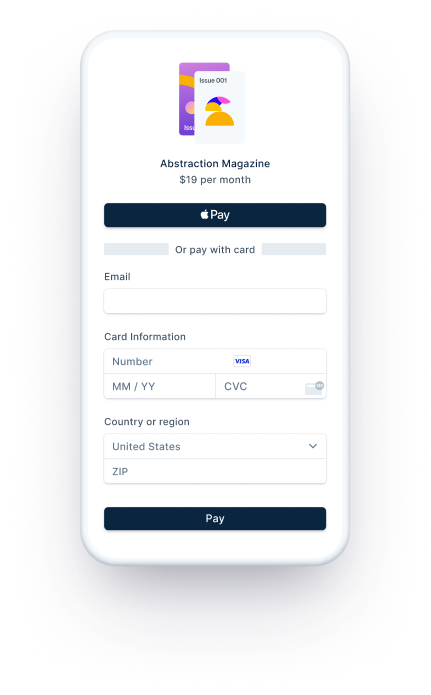 Issue 001
Issu
Abstraction Magazine
$19 per month
Pay
Or pay with card
Email
Card Information
Number
VISA
MM / YY
CVC
Country or region
United States
ZIP
Pay